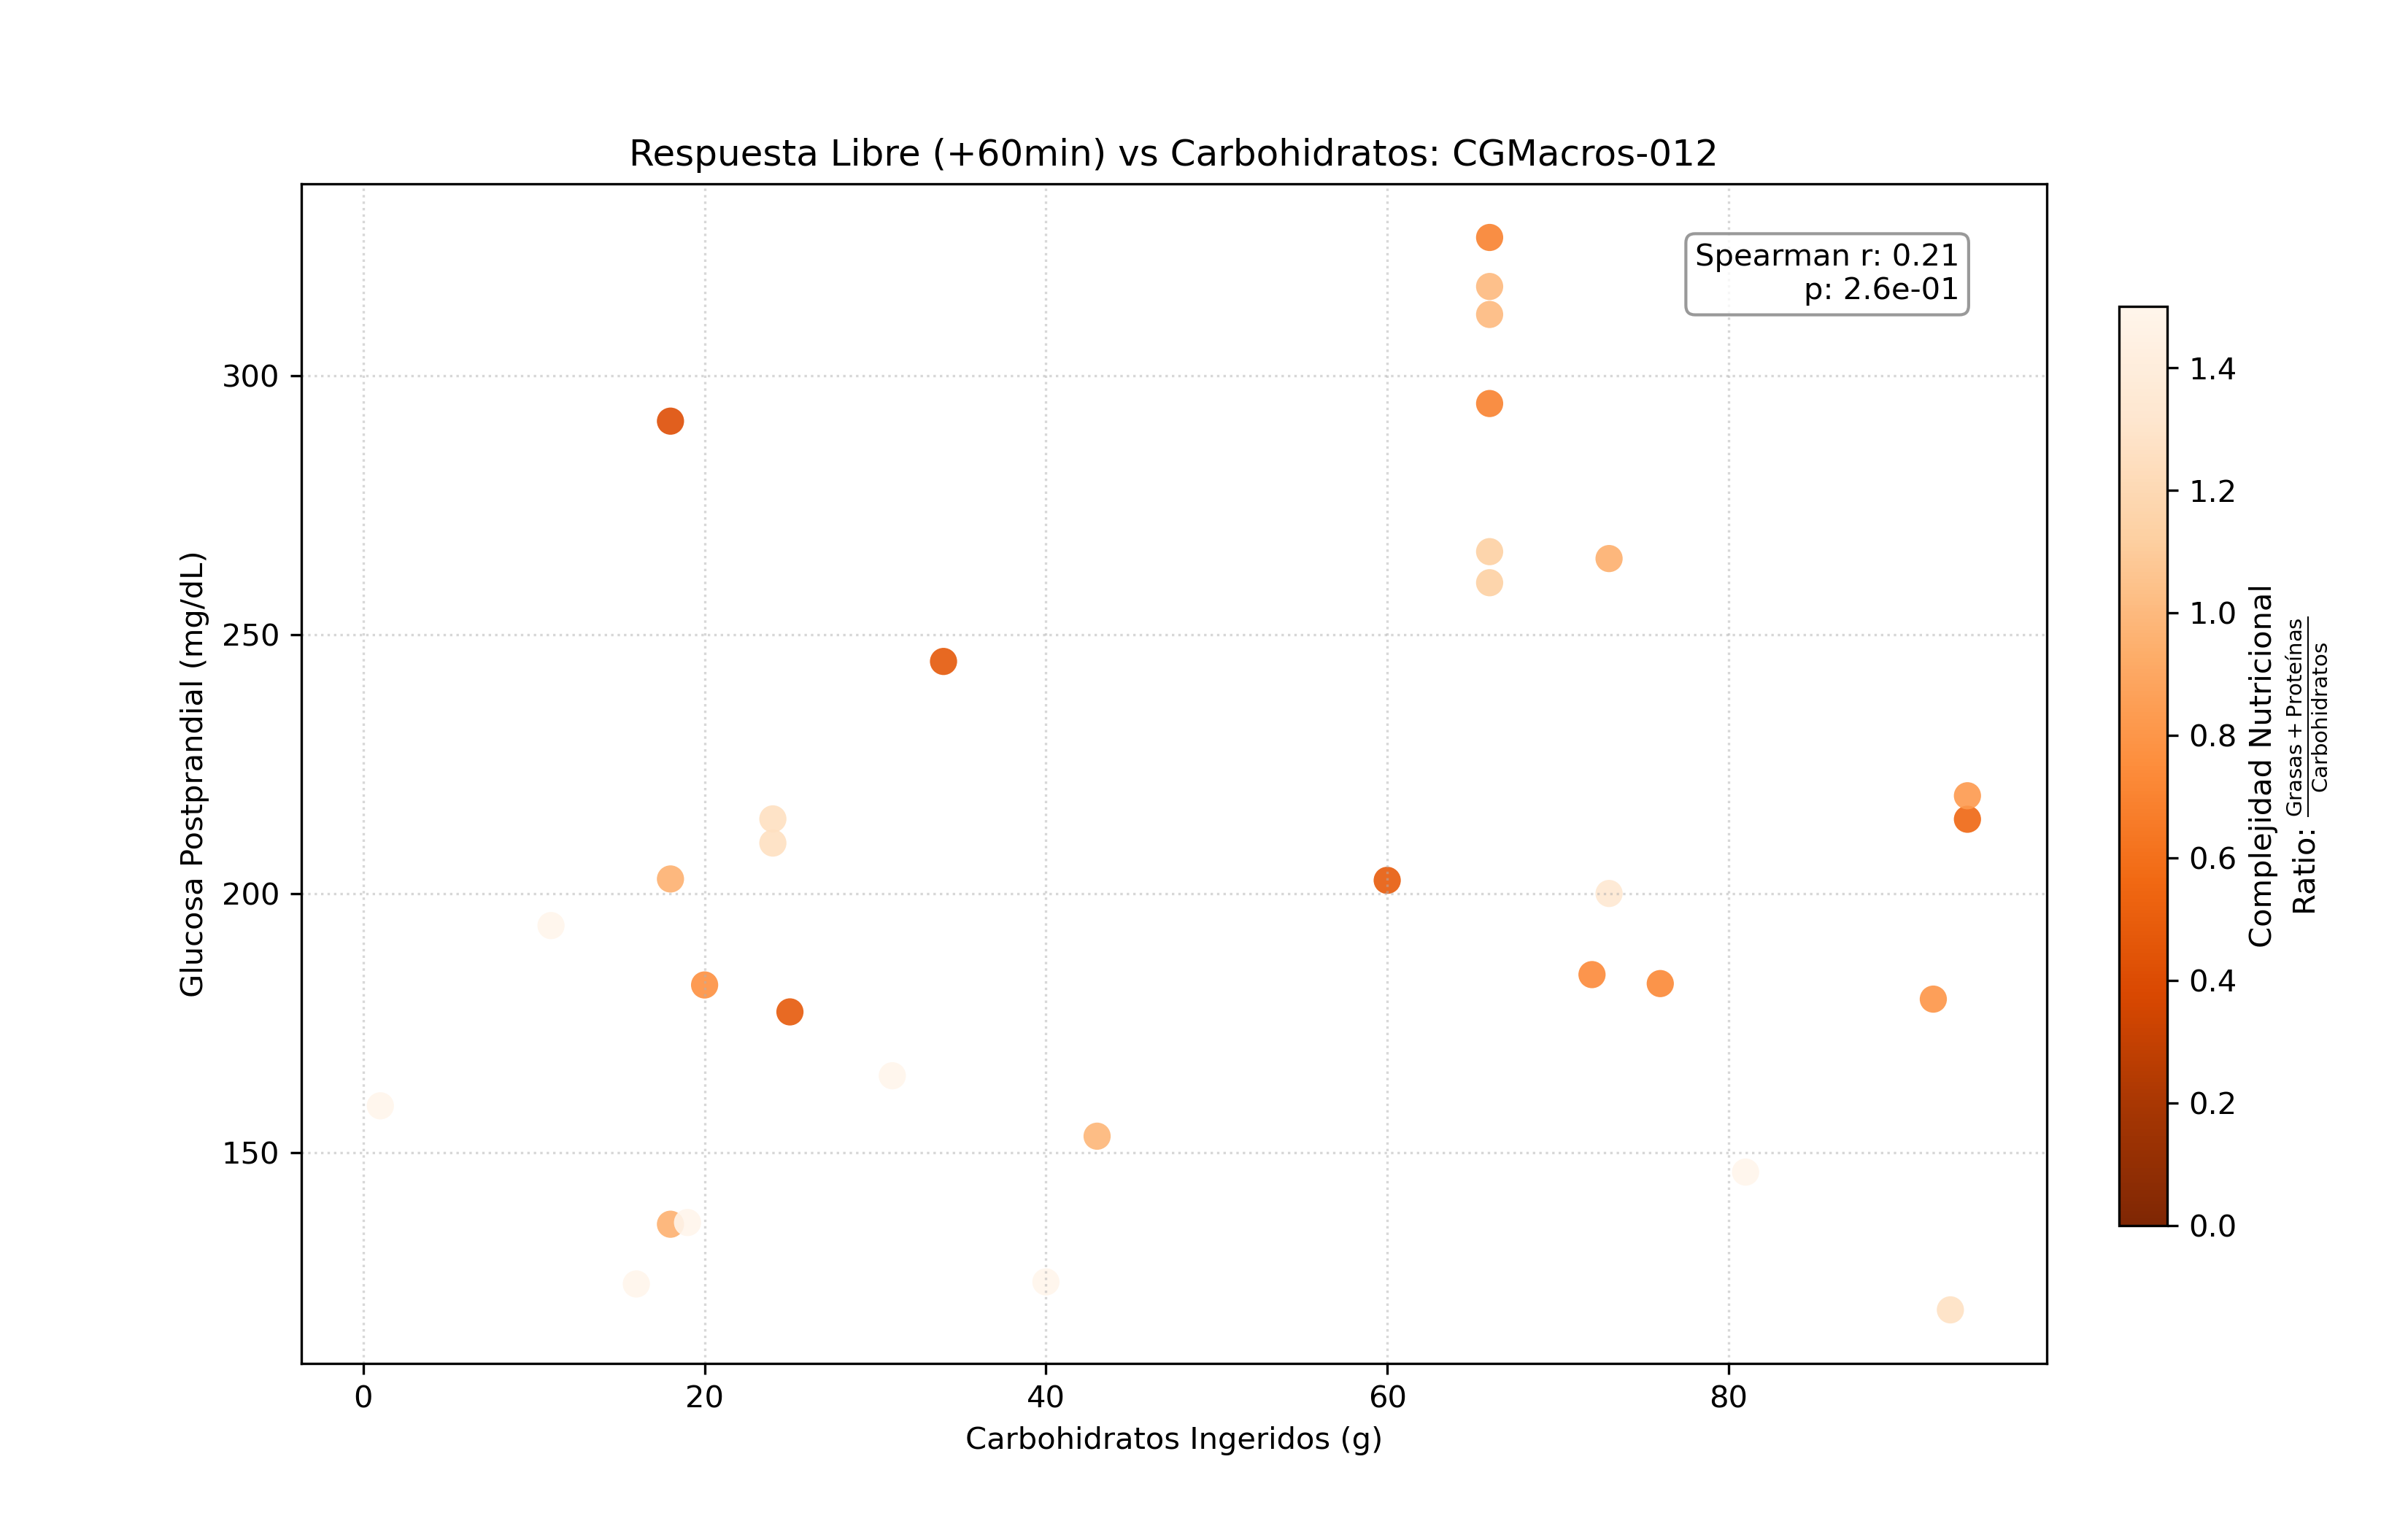 Respuesta Libre (+60min) vs Carbohidratos: CGMacros-012
Spearman r: 0.21
p: 2.6e-01
Glucosa Postprandial (mg/dL)
300
250
200
150
0
20
40
60
80
Carbohidratos Ingeridos (g)
1.4
1.2
1.0
0.8
0.6
0.4
0.2
0.0
Complejidad Nutricional
Ratio: Grasas + Proteínas
Carbohidratos